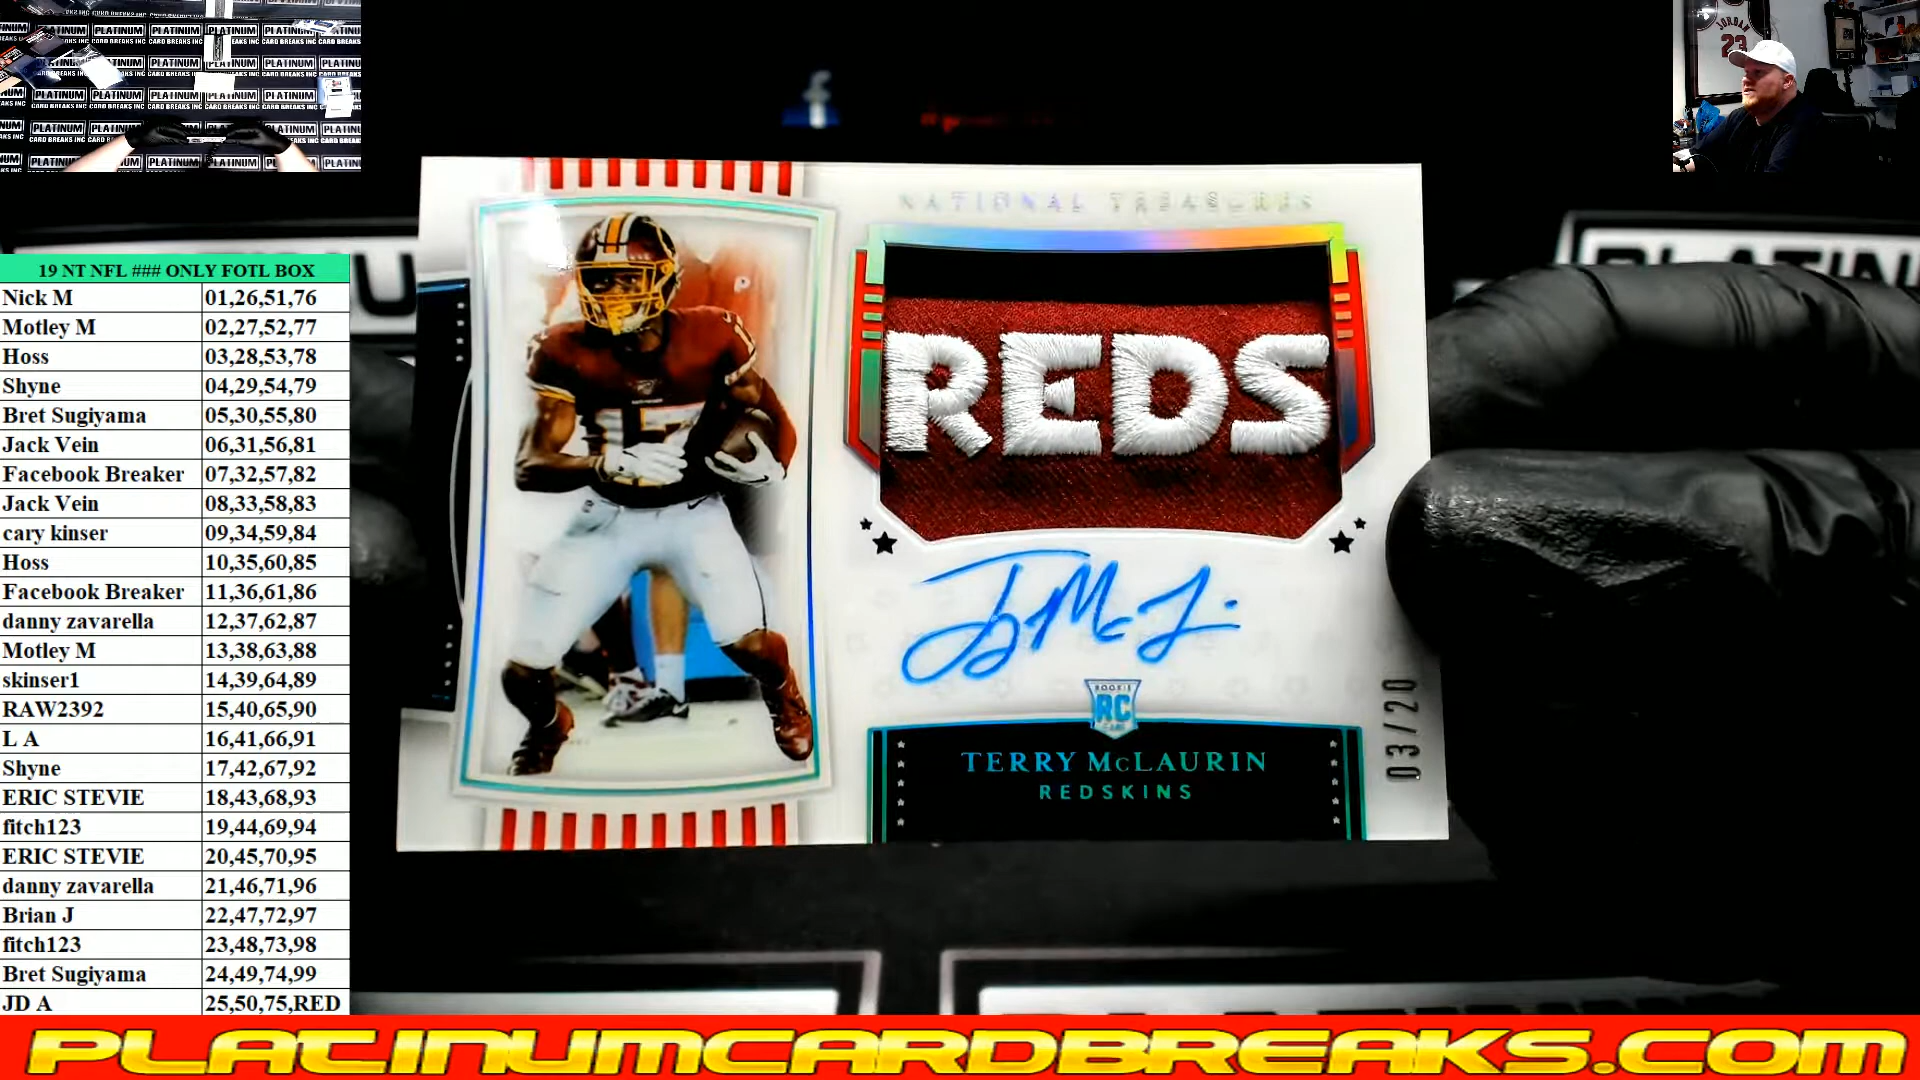 PLATINUM
CARD BREAKS INC
JORDAN
23
f
19 NT NFL ### ONLY FOTL BOX
Nick M 01,26,51,76
Motley M 02,27,52,77
Hoss 03,28,53,78
Shyne 04,29,54,79
Bret Sugiyama 05,30,55,80
Jack Vein 06,31,56,81
Facebook Breaker 07,32,57,82
Jack Vein 08,33,58,83
cary kinser 09,34,59,84
Hoss 10,35,60,85
Facebook Breaker 11,36,61,86
danny zavarella 12,37,62,87
Motley M 13,38,63,88
skinser1 14,39,64,89
RAW2392 15,40,65,90
L A 16,41,66,91
Shyne 17,42,67,92
ERIC STEVIE 18,43,68,93
fitch123 19,44,69,94
ERIC STEVIE 20,45,70,95
danny zavarella 21,46,71,96
Brian J 22,47,72,97
fitch123 23,48,73,98
Bret Sugiyama 24,49,74,99
JD A 25,50,75,RED
NATIONAL TREASURES
REDS
17
ROOKIE
RC
TERRY McLAURIN
REDSKINS
03/20
PLATIN
PLATINUMCARDBREAKS.COM